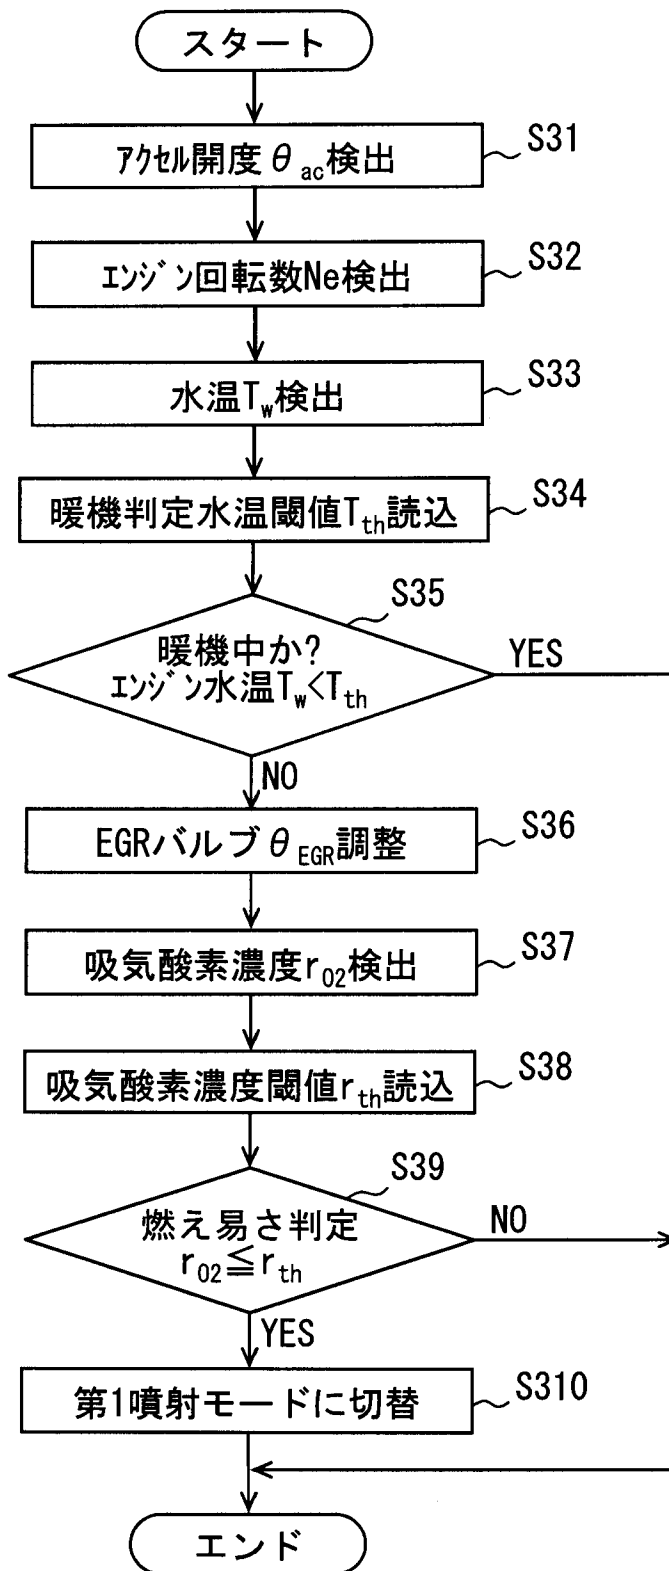 スタート
アクセル開度θac検出
S31
エンジン回転数Ne検出
S32
水温Tw検出
S33
暖機判定水温閾値Tth読込
S34
S35
暖機中か?
エンジン水温Tw<Tth
YES
NO
EGRバルブθEGR調整
S36
吸気酸素濃度rO2検出
S37
吸気酸素濃度閾値rth読込
S38
S39
燃え易さ判定
rO2≦rth
NO
YES
第1噴射モードに切替
S310
エンド